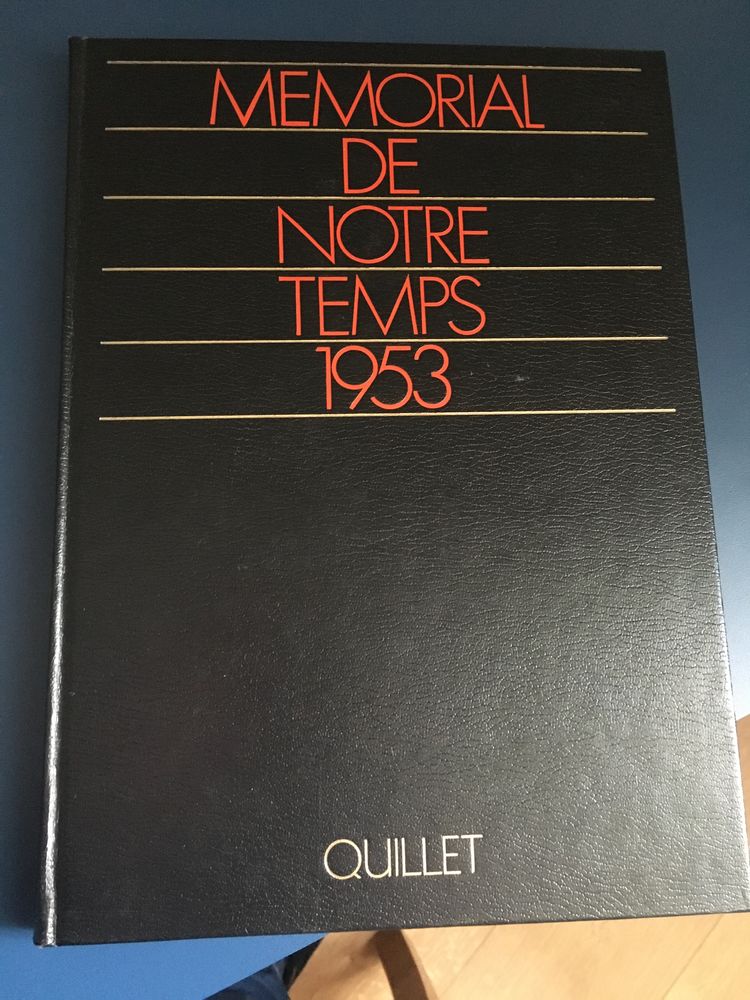 MEMORIAL
DE
NOTRE
TEMPS
1953
QUILLET